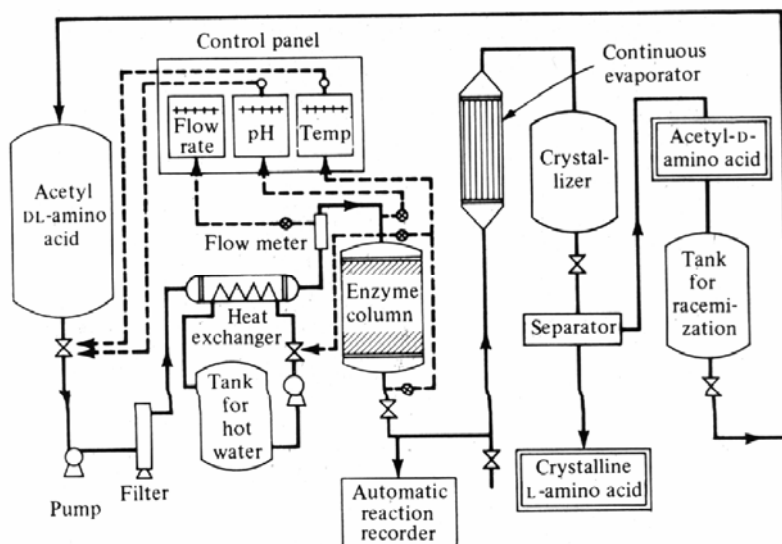 Control panel
Flow
rate
pH
Temp
Continuous
evaporator
Acetyl
DL-amino
acid
Crystal-
lizer
Acetyl-D-
amino acid
Flow meter
Enzyme
column
Tank
for
racemi-
zation
Heat
exchanger
Separator
Tank
for
hot
water
Pump
Filter
Automatic
reaction
recorder
Crystalline
L-amino acid